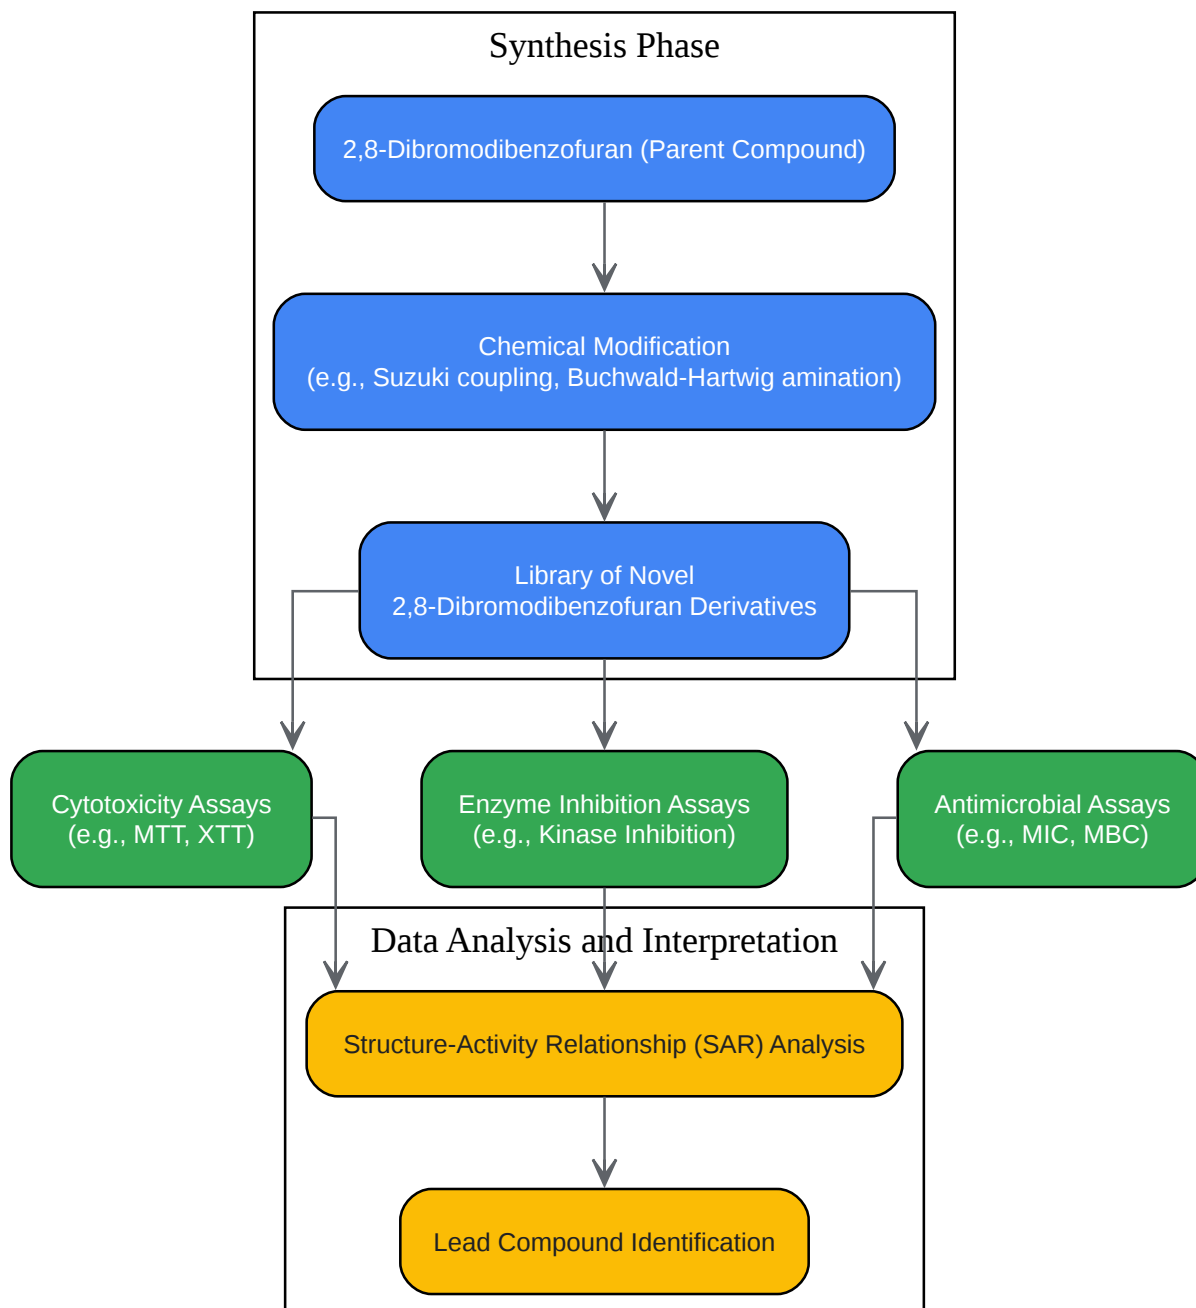 Synthesis Phase
2,8-Dibromodibenzofuran (Parent Compound)
Chemical Modification
(e.g., Suzuki coupling, Buchwald-Hartwig amination)
Library of Novel
2,8-Dibromodibenzofuran Derivatives
Cytotoxicity Assays
(e.g., MTT, XTT)
Enzyme Inhibition Assays
(e.g., Kinase Inhibition)
Antimicrobial Assays
(e.g., MIC, MBC)
Data Analysis and Interpretation
Structure-Activity Relationship (SAR) Analysis
Lead Compound Identification